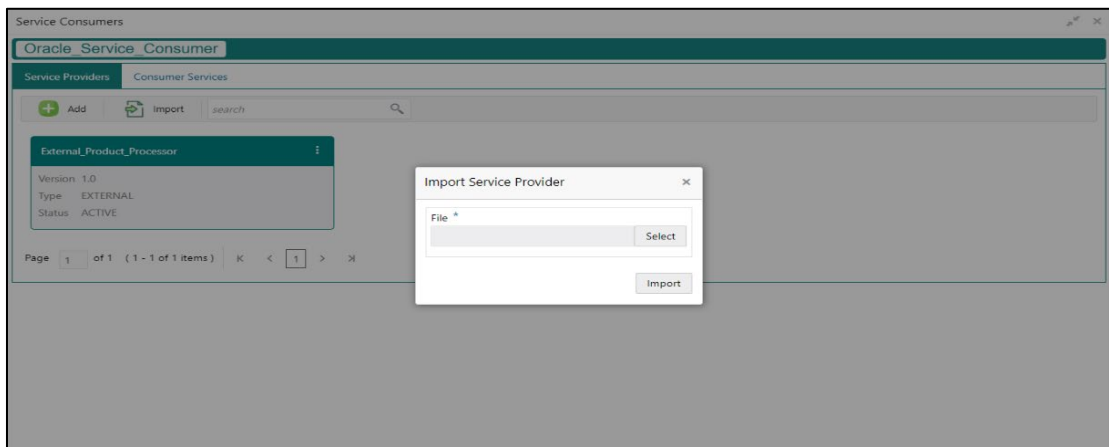 Service Consumers
Oracle_Service_Consumer
Service Providers Consumer Services
Add Import search
External_Product_Processor
Version 1.0
Type EXTERNAL
Status ACTIVE
Page 1 of 1 (1 - 1 of 1 items) K < 1 > >|
Import Service Provider ×
File *
Select
Import